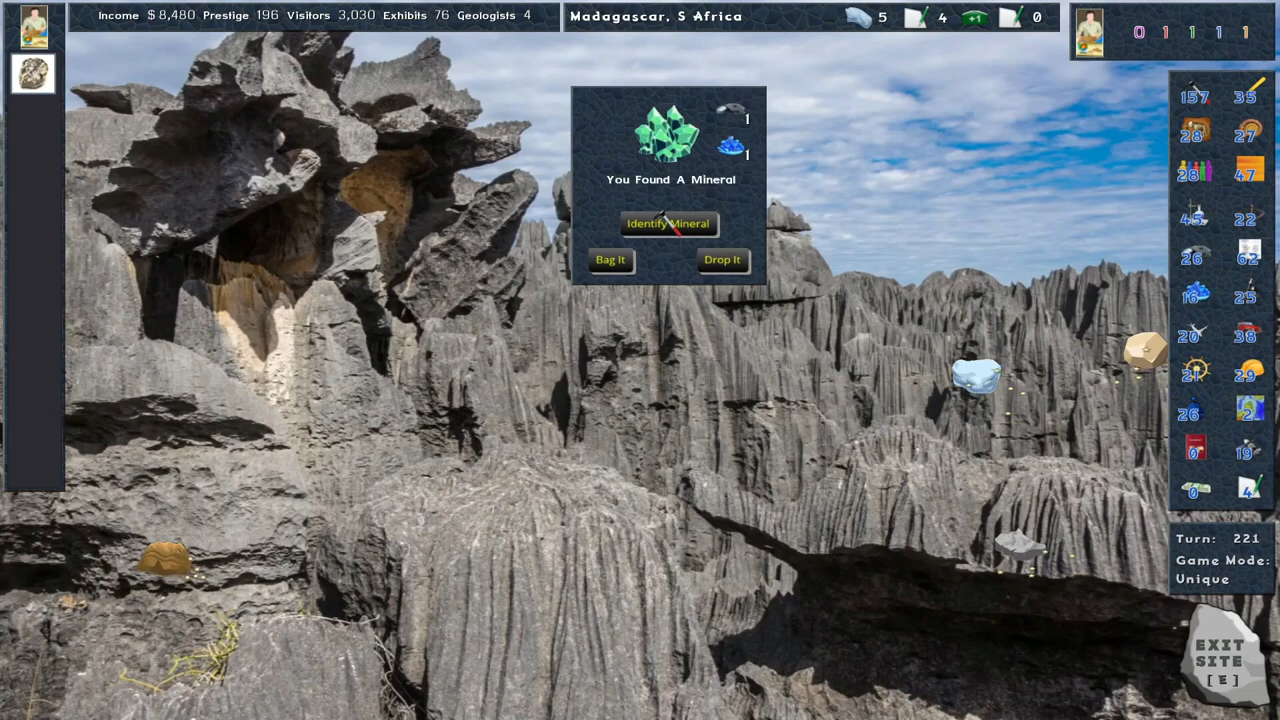 Income $8,480 Prestige 196 Visitors 3,030 Exhibits 76 Geologists 4
Madagascar, S Africa
5 4 +1 0
0 1 1 1 1
1
1
You Found A Mineral
Identify Mineral
Bag It Drop It
157 35
28 27
28 47
45 22
26 62
16 25
20 38
21 29
26 2
0 19
0 4
Turn: 221
Game Mode:
Unique
EXIT
SITE
[E]